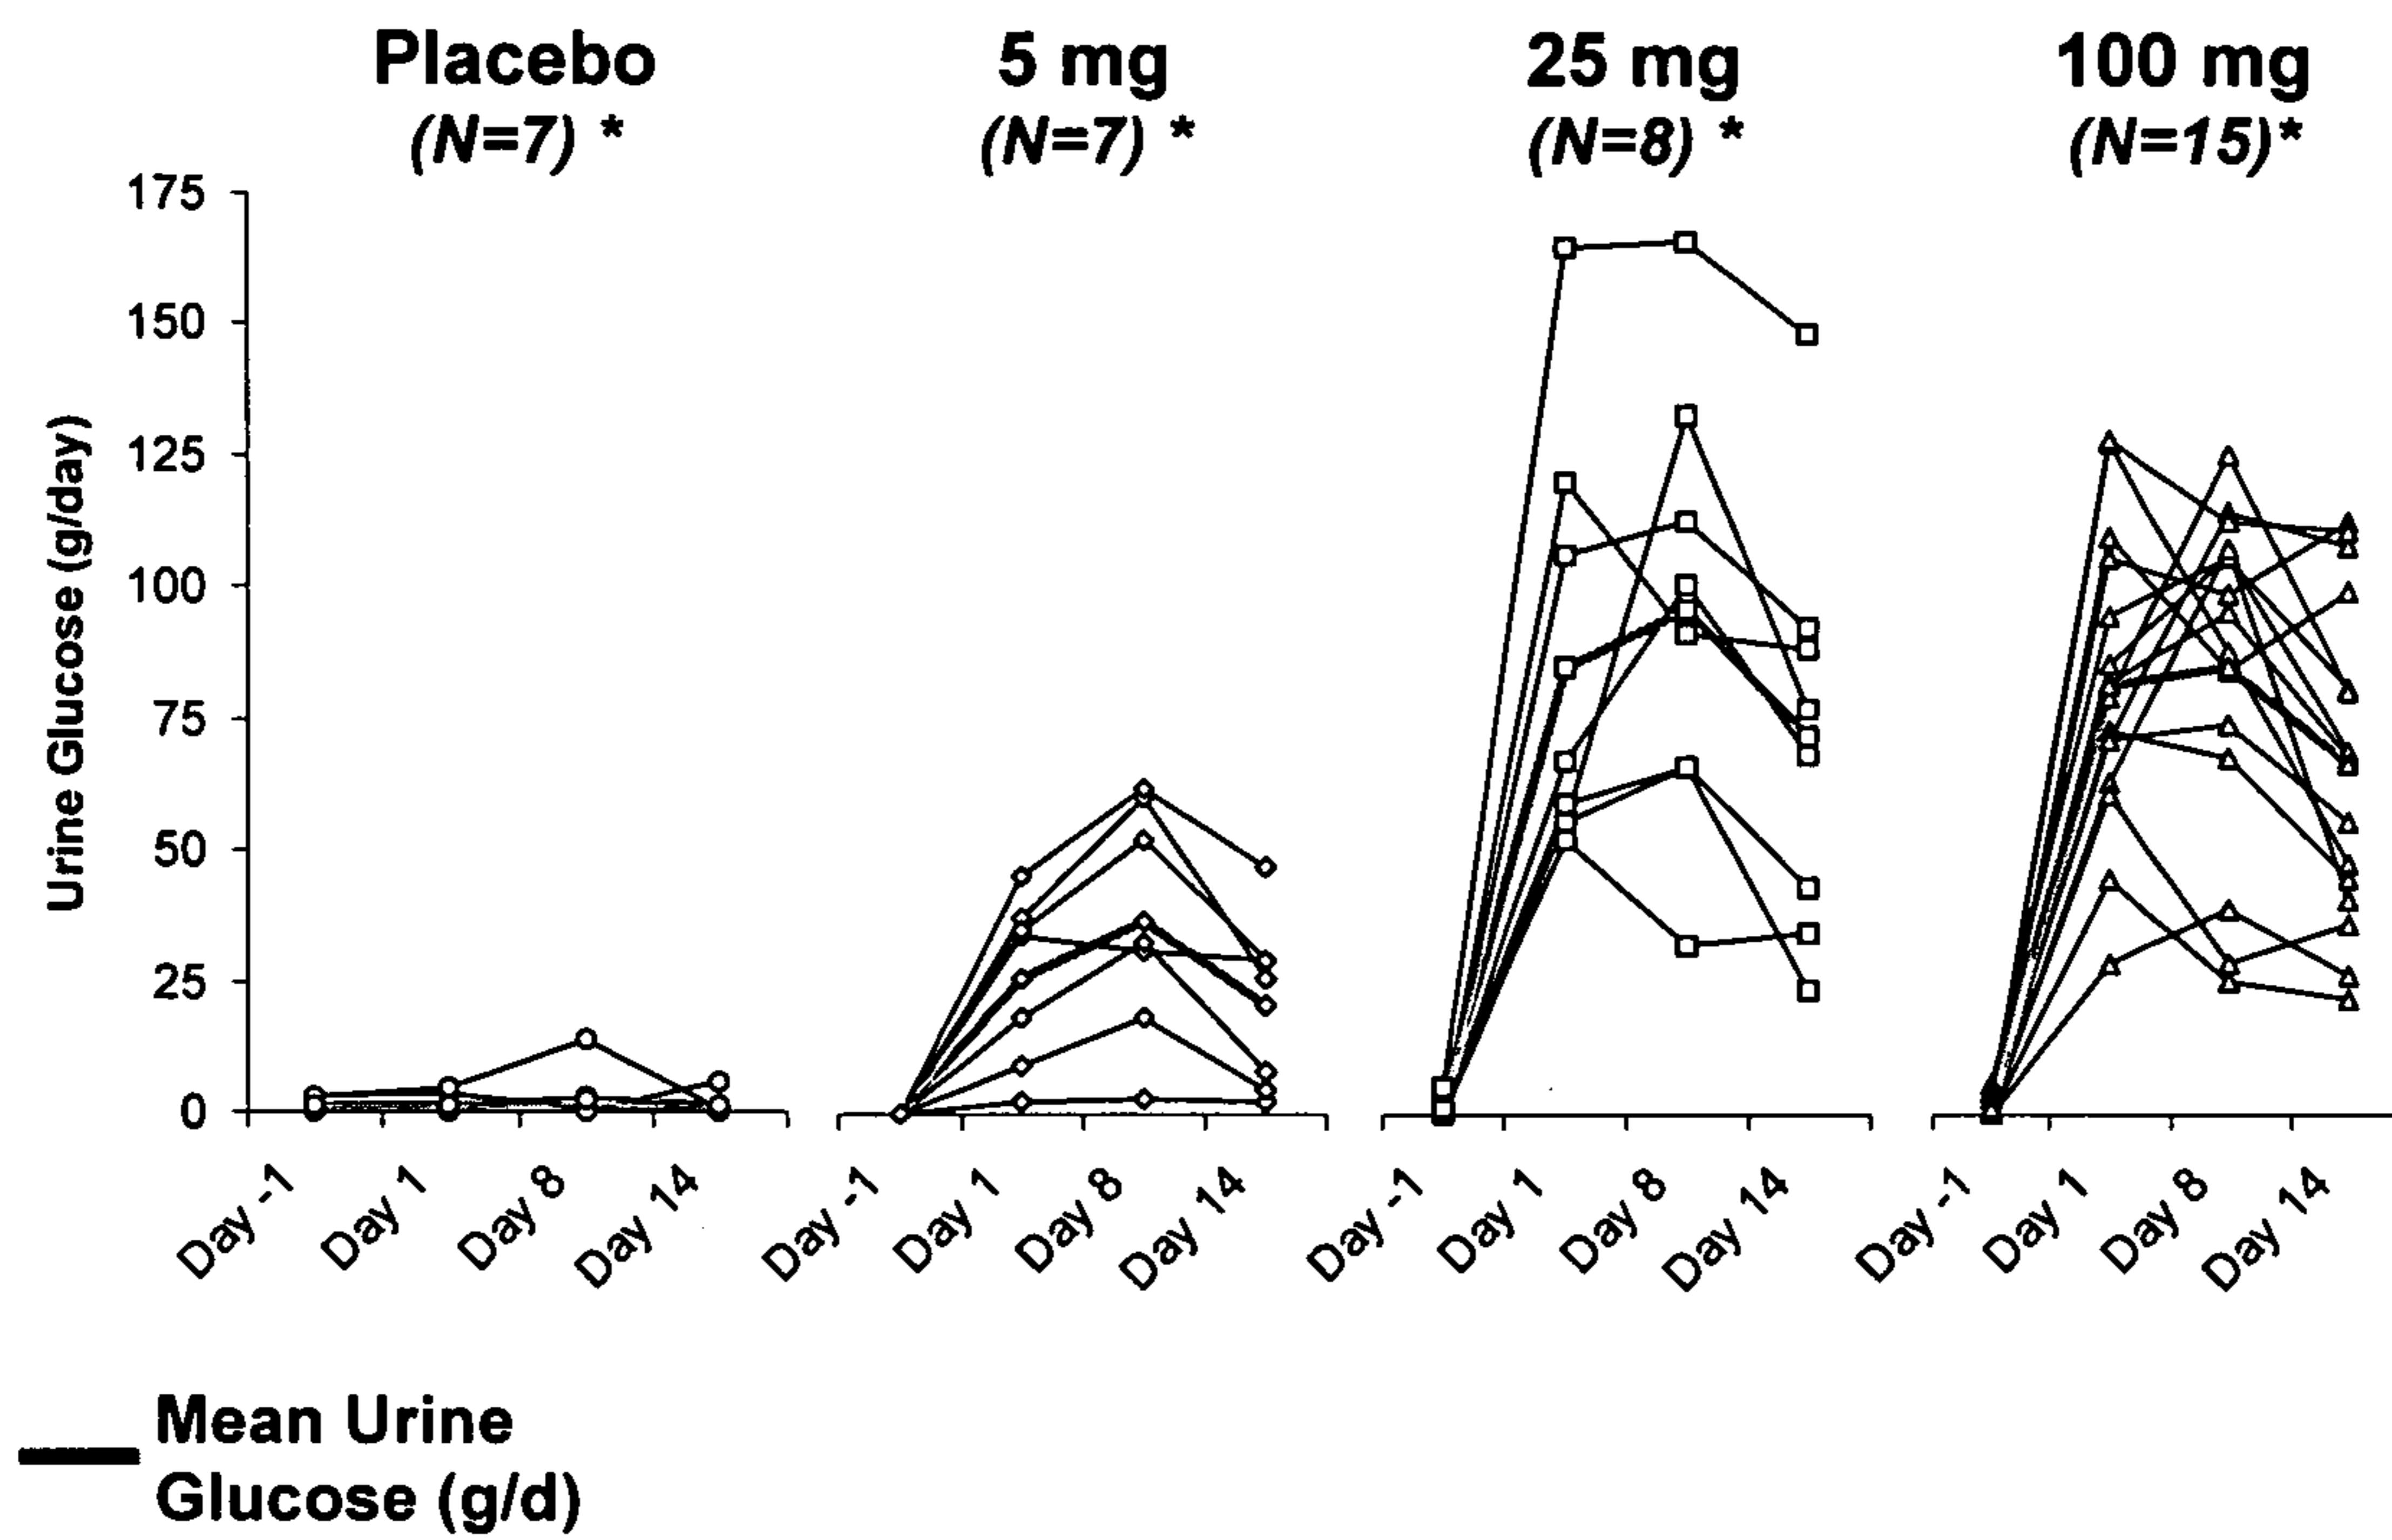 Placebo 5 mg 25 mg 100 mg
(N=7) * (N=7) * (N=8) * (N=15)*
175
150
125
100
75
50
25
0
Urine Glucose (g/day)
Day -1 Day 1 Day 8 Day 14 Day -1 Day 1 Day 8 Day 14 Day -1 Day 1 Day 8 Day 14 Day -1 Day 1 Day 8 Day 14
Mean Urine
Glucose (g/d)